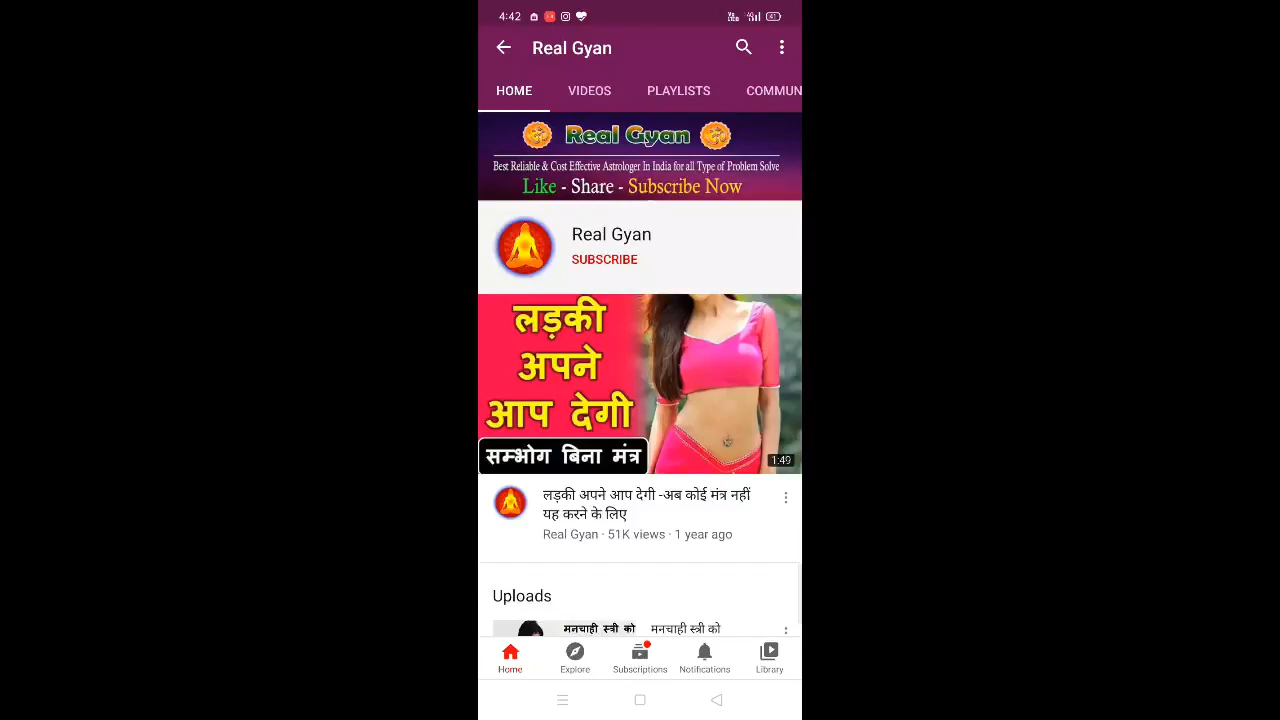 4:42
Real Gyan
HOME VIDEOS PLAYLISTS COMMUN
Real Gyan
Best Reliable & Cost Effective Astrologer In India for all Type of Problem Solve
Like - Share - Subscribe Now
Real Gyan
SUBSCRIBE
लड़की
अपने
आप देगी
सम्भोग बिना मंत्र
1:49
लड़की अपने आप देगी -अब कोई मंत्र नहीं
यह करने के लिए
Real Gyan · 51K views · 1 year ago
Uploads
मनचाही स्त्री को
मनचाही स्त्री को
Home Explore Subscriptions Notifications Library